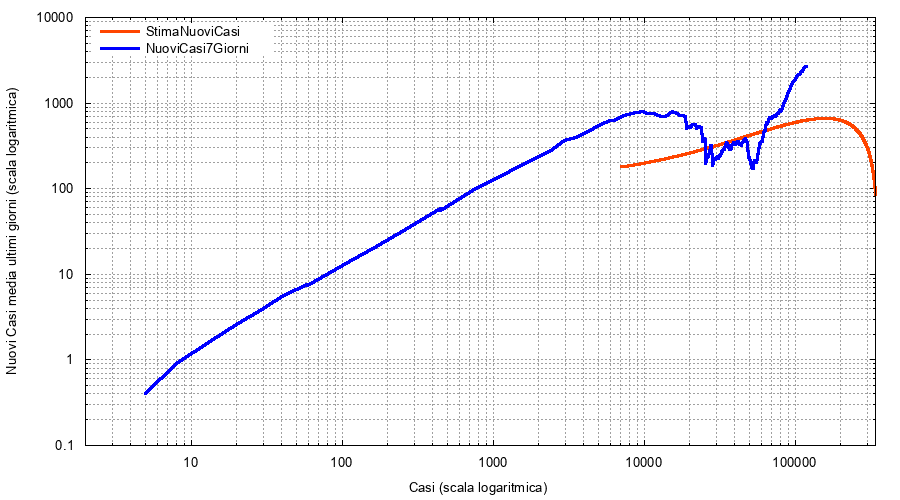 10000
1000
100
10
1
0.1
StimaNuoviCasi
NuoviCasi7Giorni
Nuovi Casi media ultimi giorni (scala logaritmica)
10
100
1000
10000
100000
Casi (scala logaritmica)